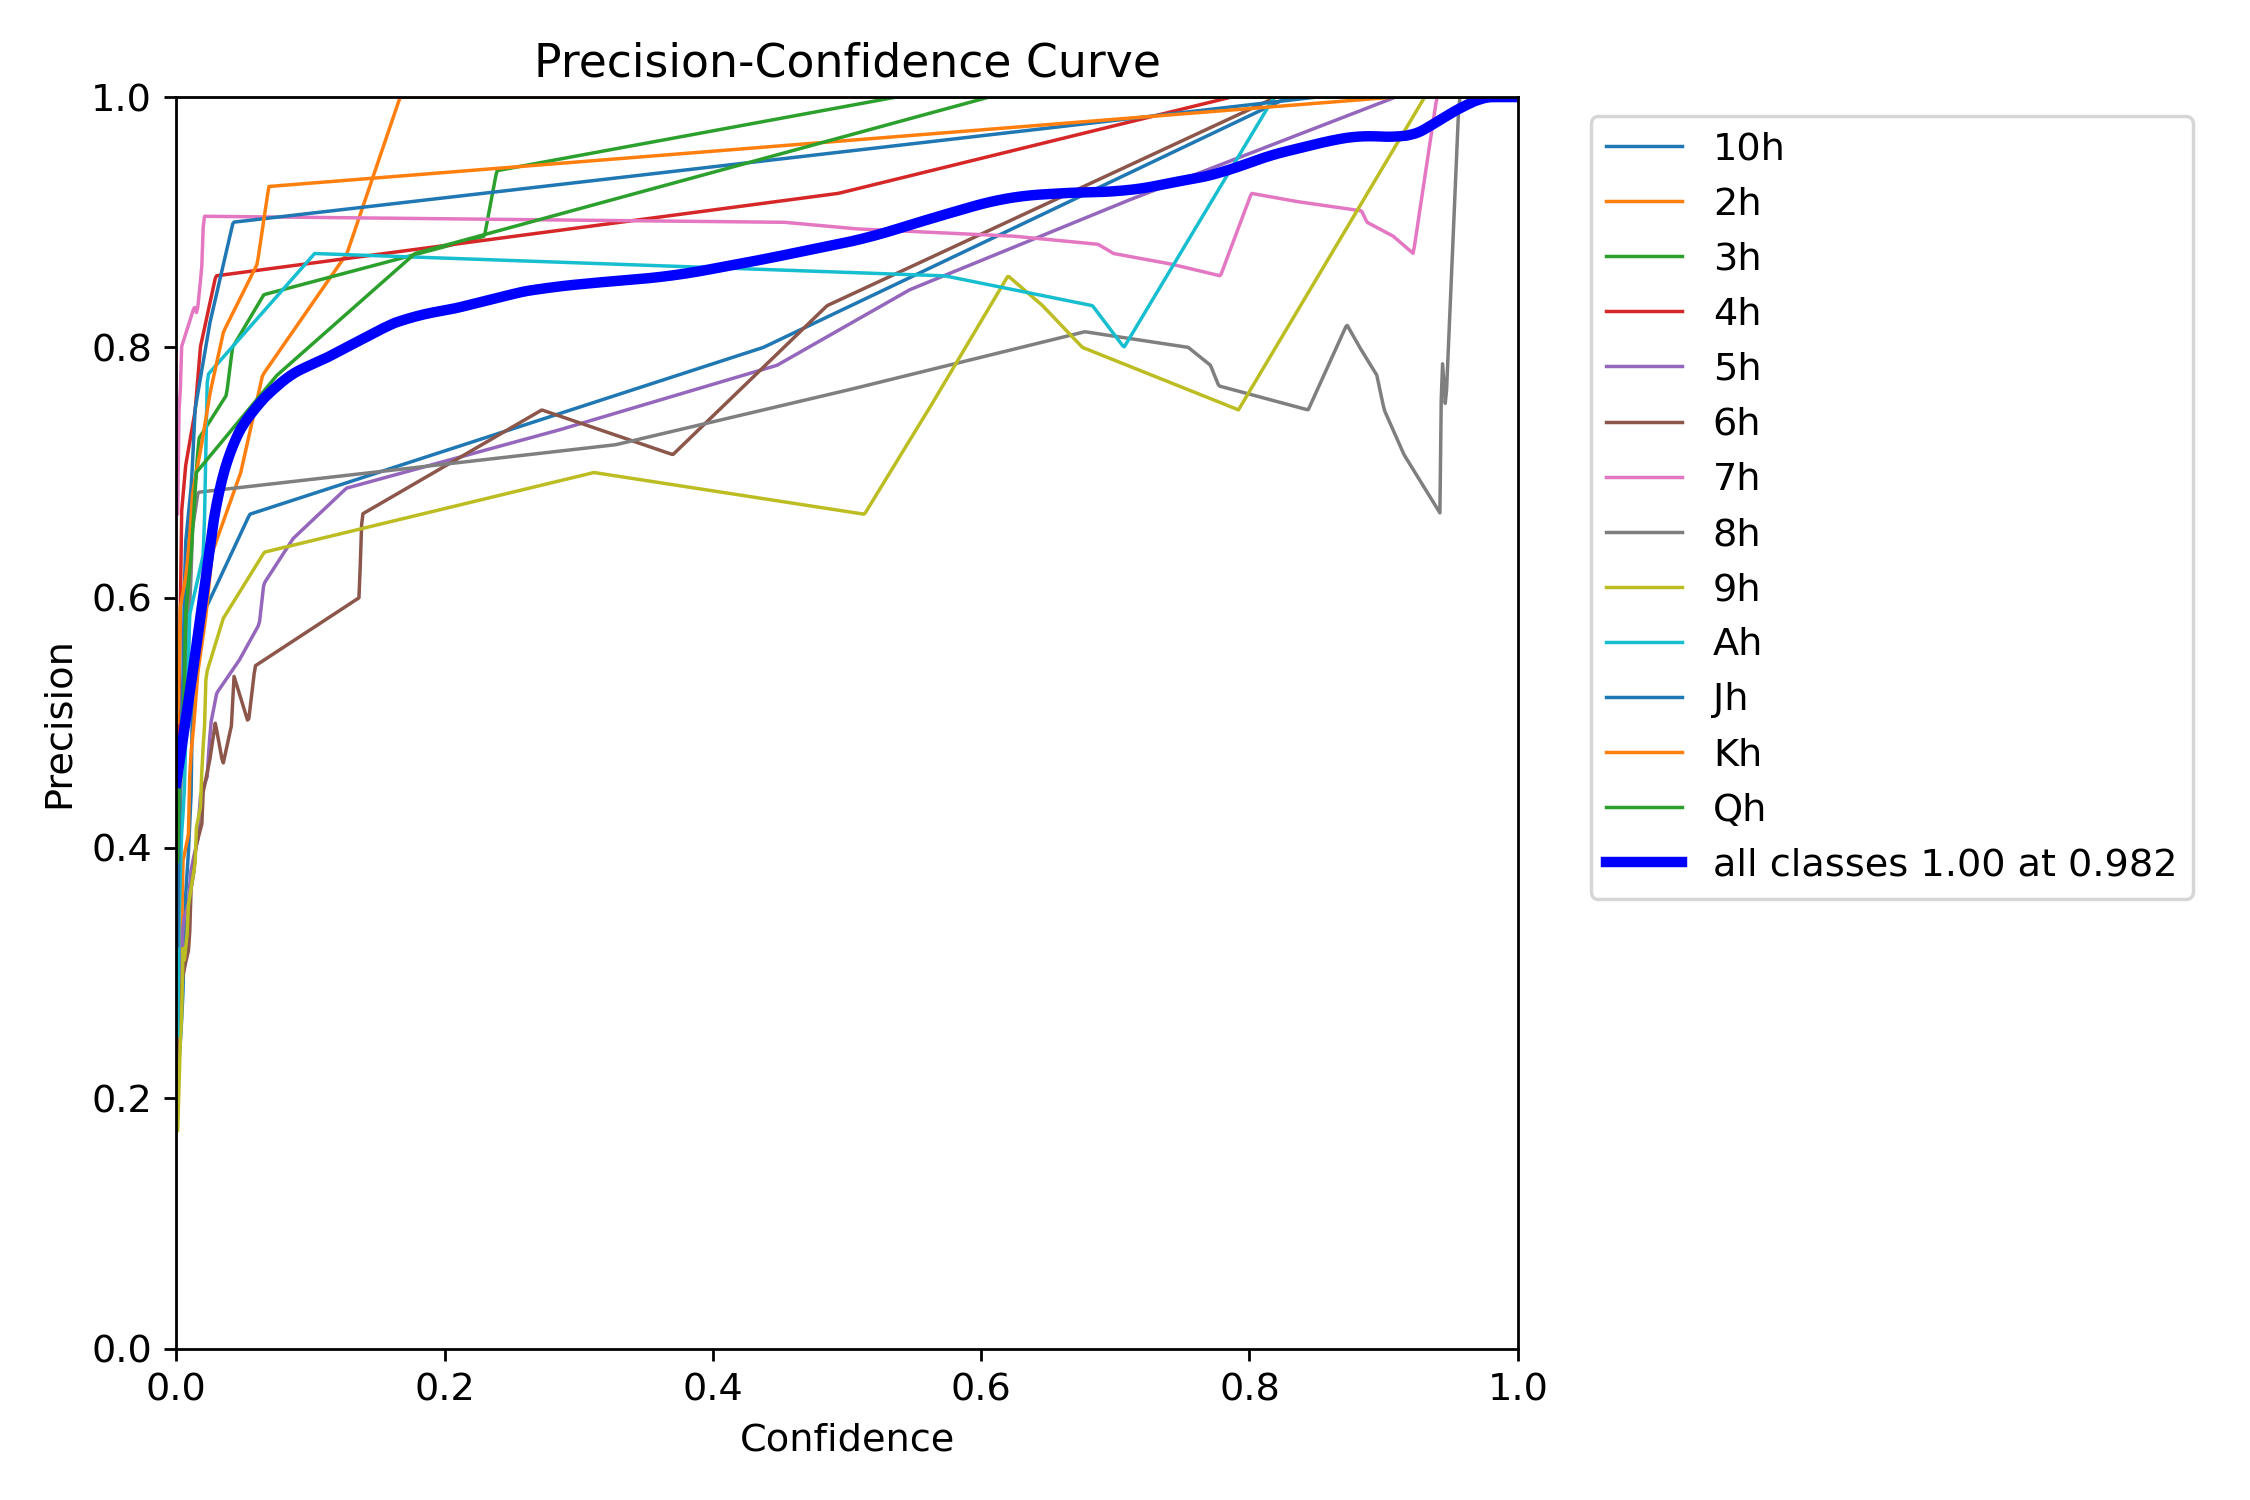 Precision-Confidence Curve
1.0
0.8
0.6
0.4
0.2
0.0
Precision
0.0 0.2 0.4 0.6 0.8 1.0
Confidence
10h
2h
3h
4h
5h
6h
7h
8h
9h
Ah
Jh
Kh
Qh
all classes 1.00 at 0.982